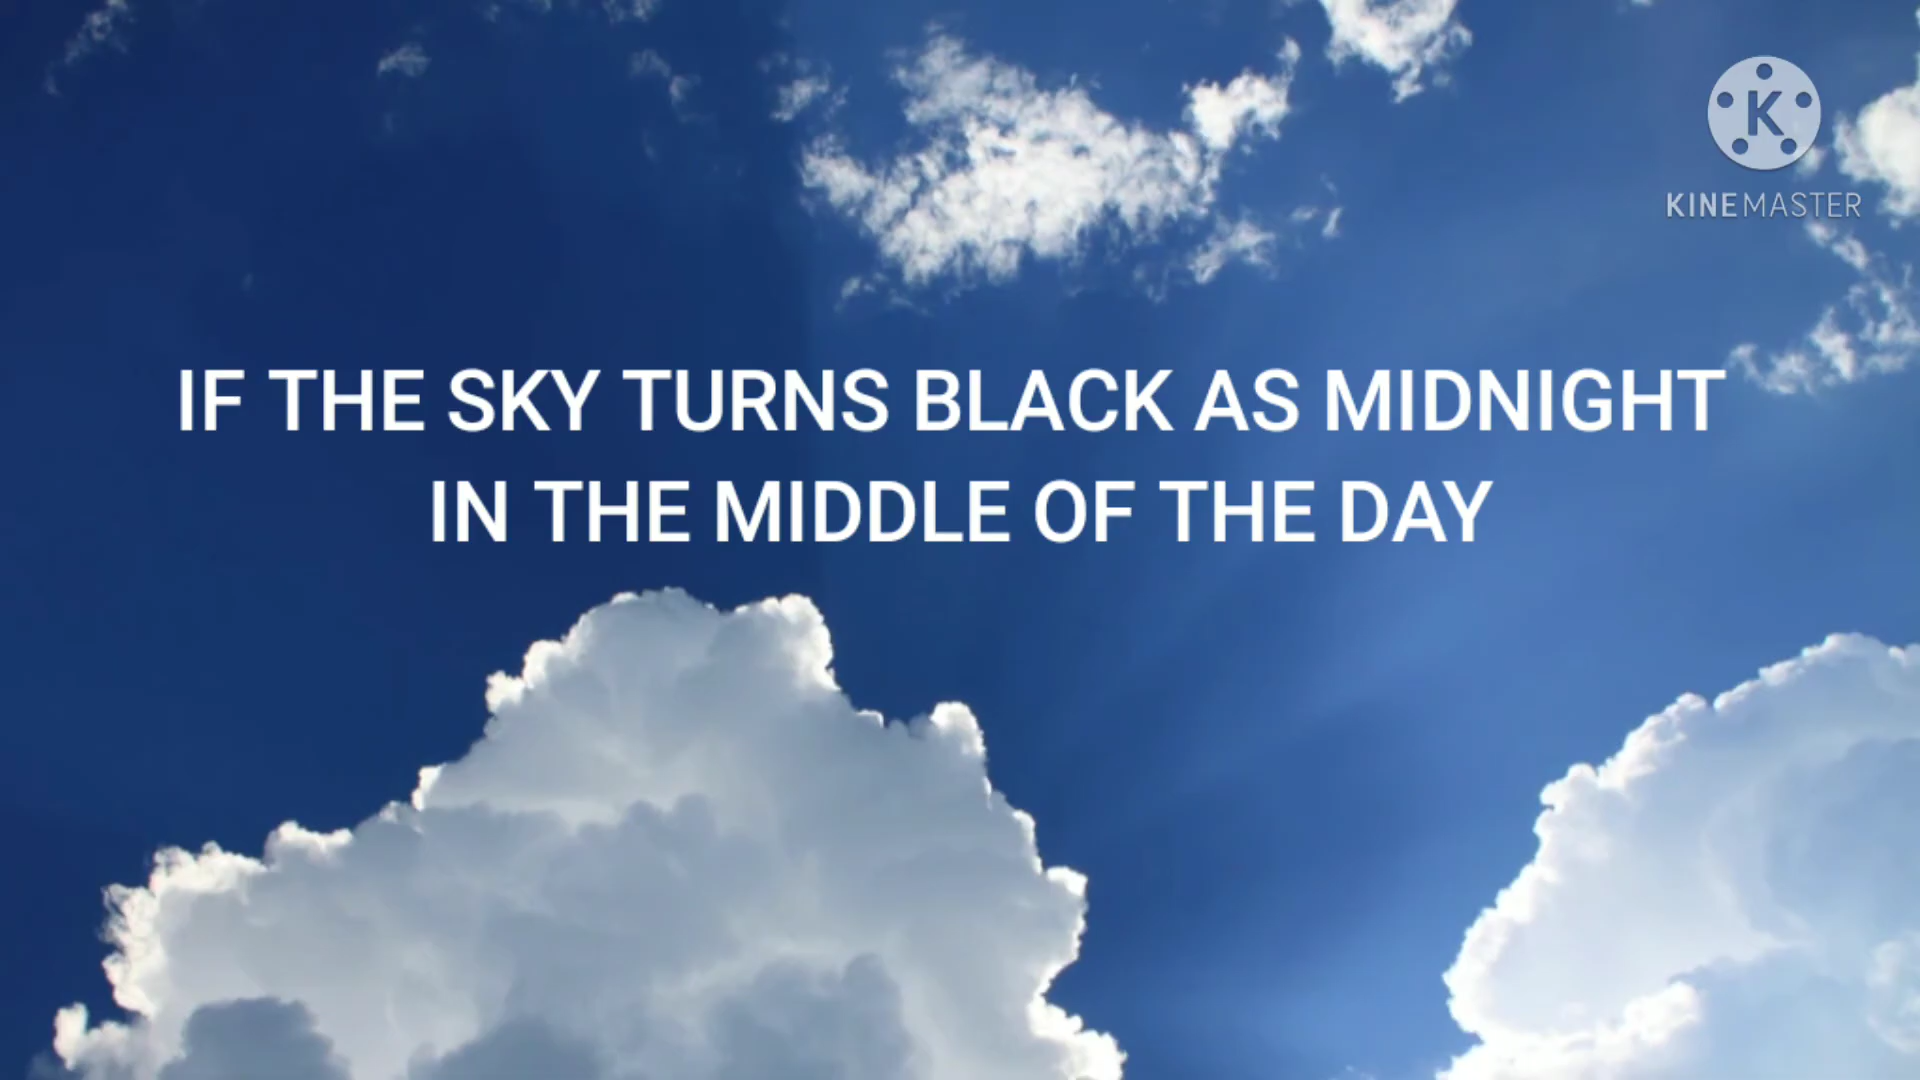 K
KINEMASTER
IF THE SKY TURNS BLACK AS MIDNIGHT
IN THE MIDDLE OF THE DAY